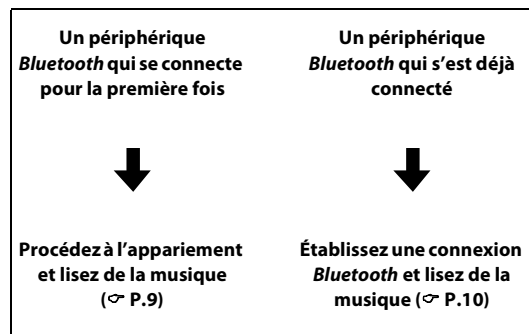 Un périphérique
Bluetooth qui se connecte
pour la première fois
Procédez à l'appariement
et lisez de la musique
(☞ P.9)
Un périphérique
Bluetooth qui s'est déjà
connecté
Établissez une connexion
Bluetooth et lisez de la
musique (☞ P.10)